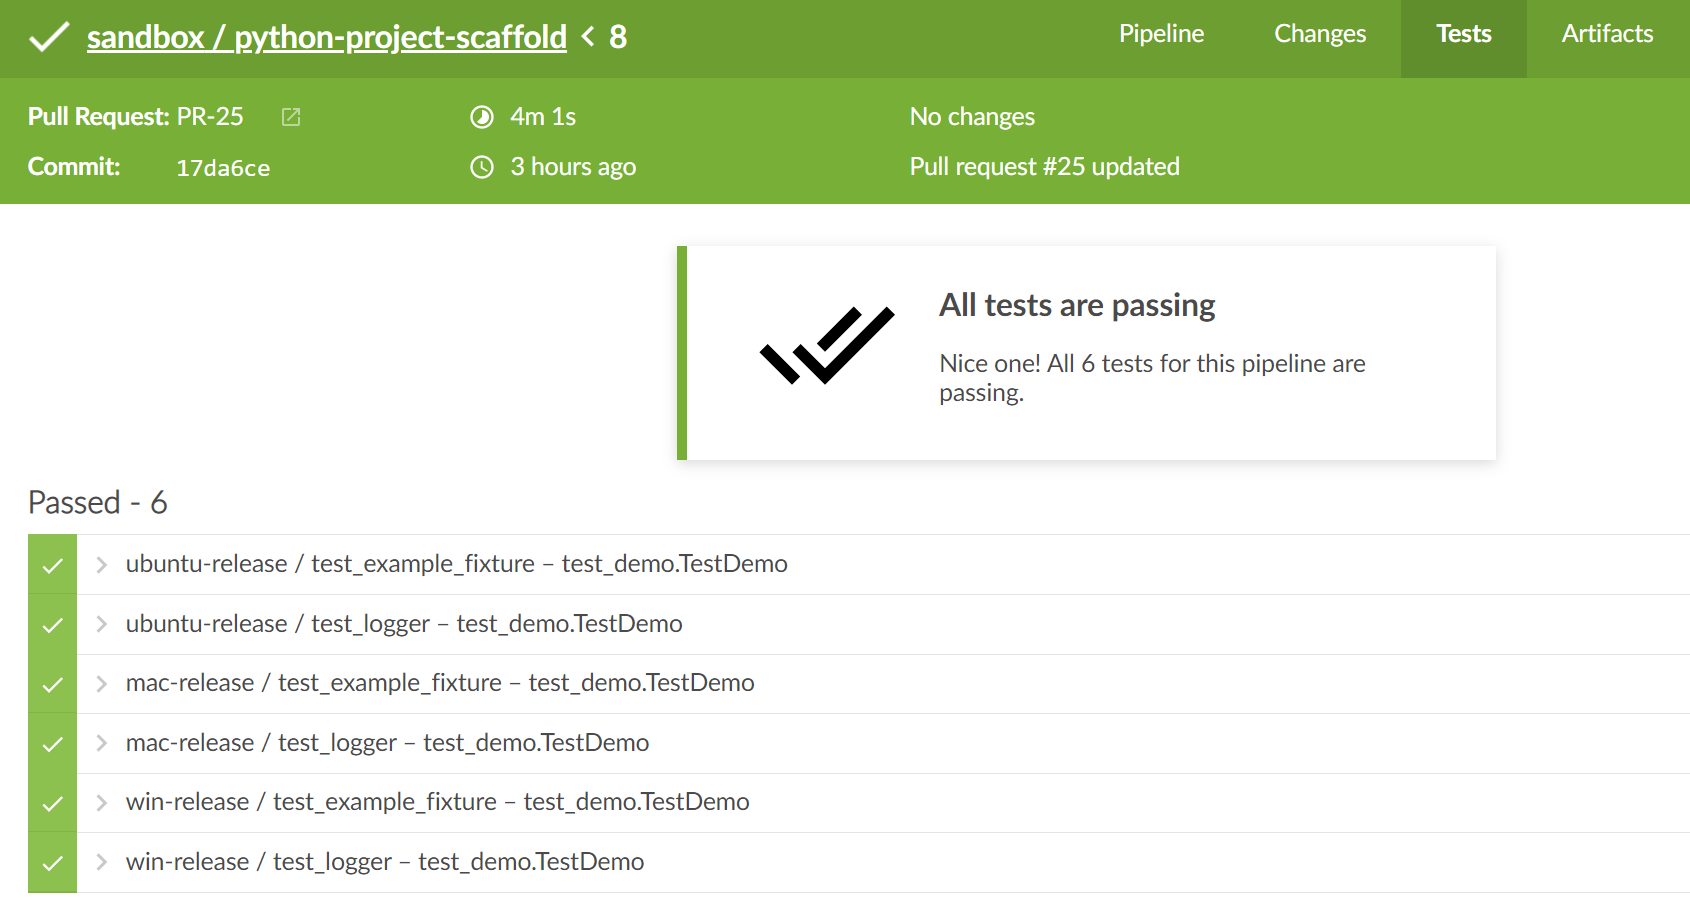 sandbox / python-project-scaffold < 8
Pipeline
Changes
Tests
Artifacts
Pull Request: PR-25
4m 1s
No changes
Commit: 17da6ce
3 hours ago
Pull request #25 updated
All tests are passing
Nice one! All 6 tests for this pipeline are
passing.
Passed - 6
ubuntu-release / test_example_fixture – test_demo.TestDemo
ubuntu-release / test_logger – test_demo.TestDemo
mac-release / test_example_fixture – test_demo.TestDemo
mac-release / test_logger – test_demo.TestDemo
win-release / test_example_fixture – test_demo.TestDemo
win-release / test_logger – test_demo.TestDemo